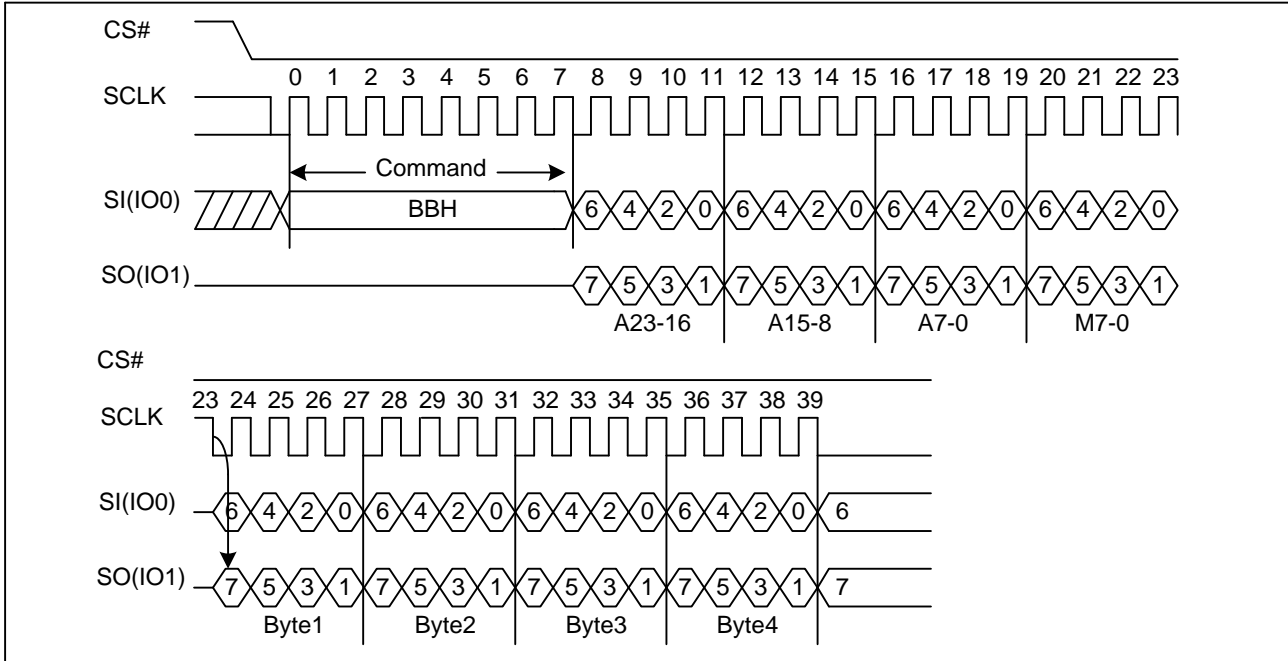 CS#
0 1 2 3 4 5 6 7 8 9 10 11 12 13 14 15 16 17 18 19 20 21 22 23
SCLK
Command
SI(IO0) BBH 6 4 2 0 6 4 2 0 6 4 2 0 6 4 2 0
SO(IO1) 7 5 3 1 7 5 3 1 7 5 3 1 7 5 3 1
A23-16 A15-8 A7-0 M7-0
CS#
23 24 25 26 27 28 29 30 31 32 33 34 35 36 37 38 39
SCLK
SI(IO0) 6 4 2 0 6 4 2 0 6 4 2 0 6 4 2 0 6
SO(IO1) 7 5 3 1 7 5 3 1 7 5 3 1 7 5 3 1 7
Byte1 Byte2 Byte3 Byte4